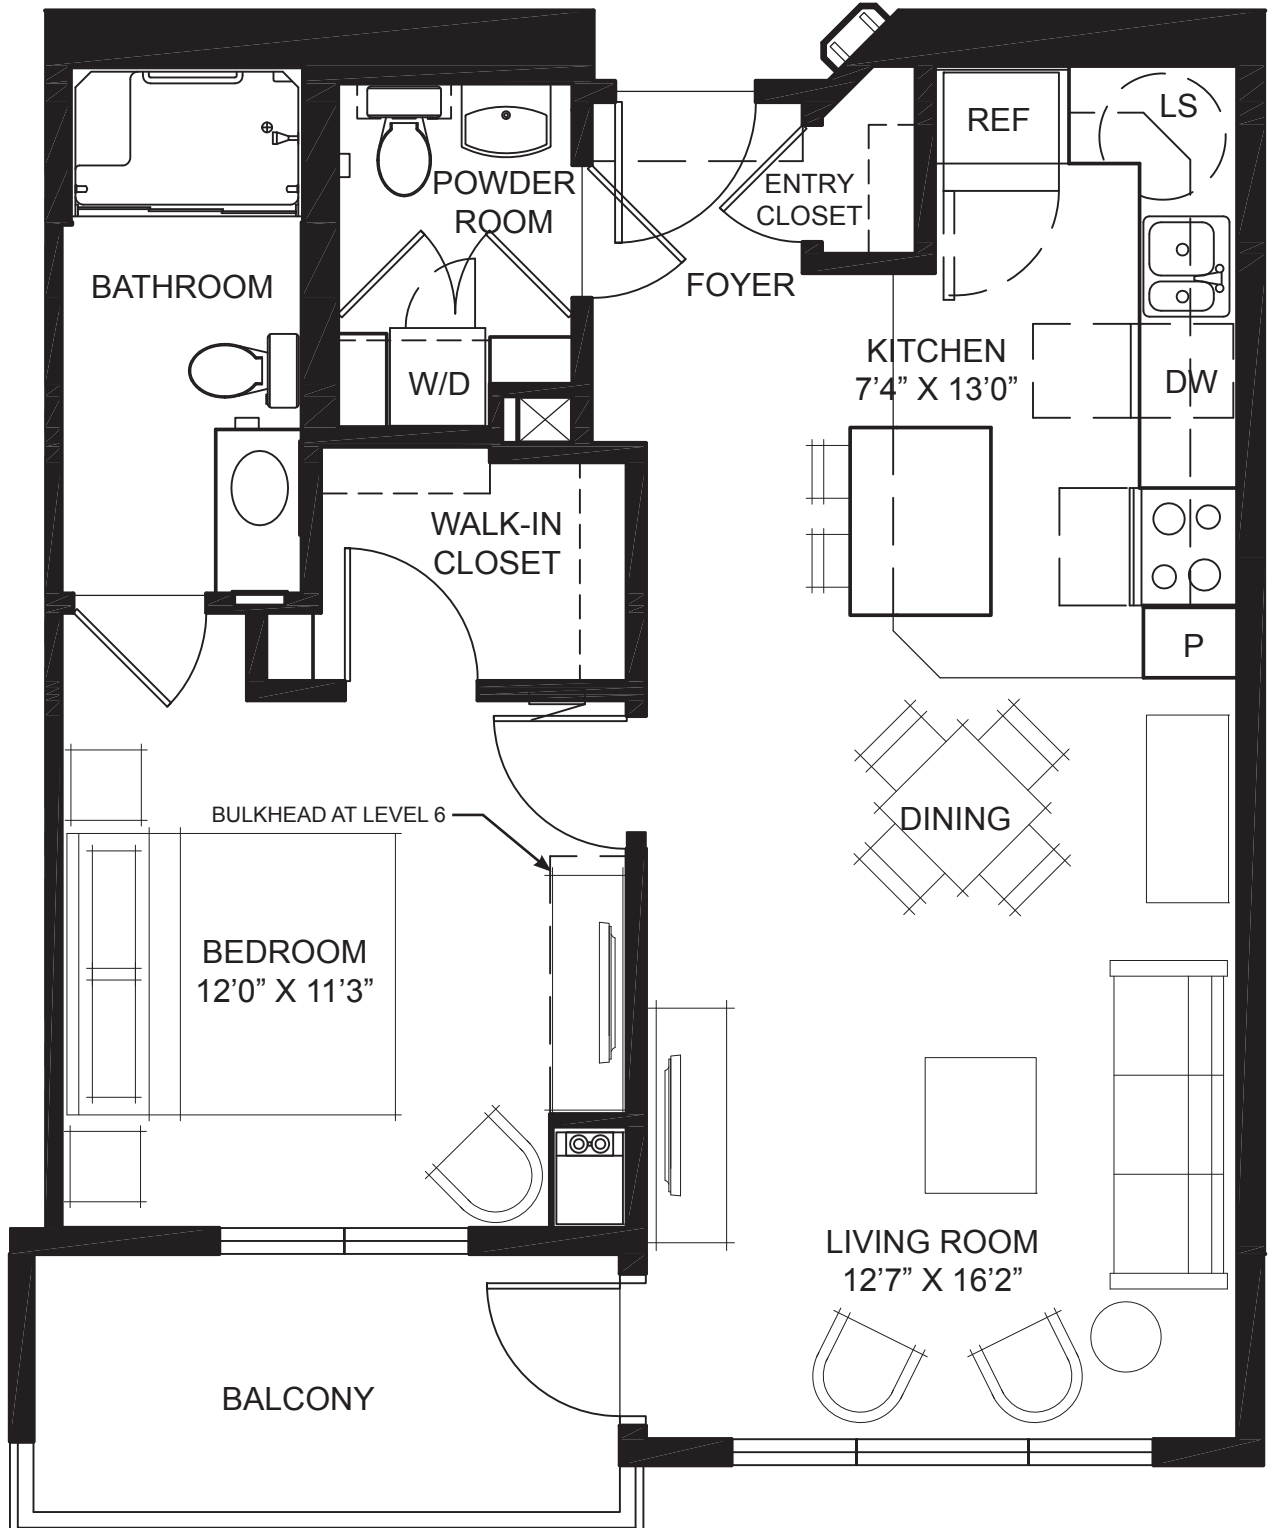 LS
REF
POWDER
ROOM
ENTRY
CLOSET
BATHROOM
FOYER
KITCHEN
7’4” X 13’0”
W/D
DW
WALK-IN
CLOSET
P
BULKHEAD AT LEVEL 6
DINING
BEDROOM
12’0” X 11’3”
LIVING ROOM
12’7” X 16’2”
BALCONY